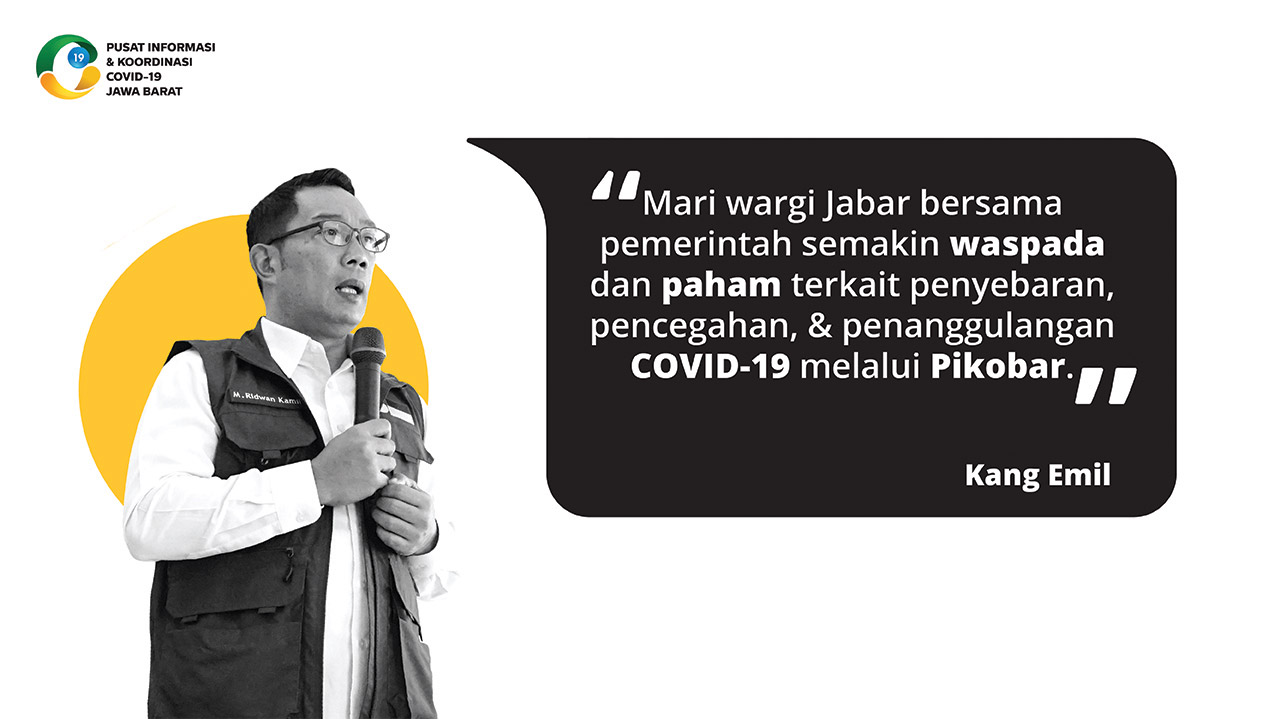 19
PUSAT INFORMASI
& KOORDINASI
COVID-19
JAWA BARAT
“Mari wargi Jabar bersama
pemerintah semakin waspada
dan paham terkait penyebaran,
pencegahan, & penanggulangan
COVID-19 melalui Pikobar.”
Kang Emil
M.Ridwan Kamil